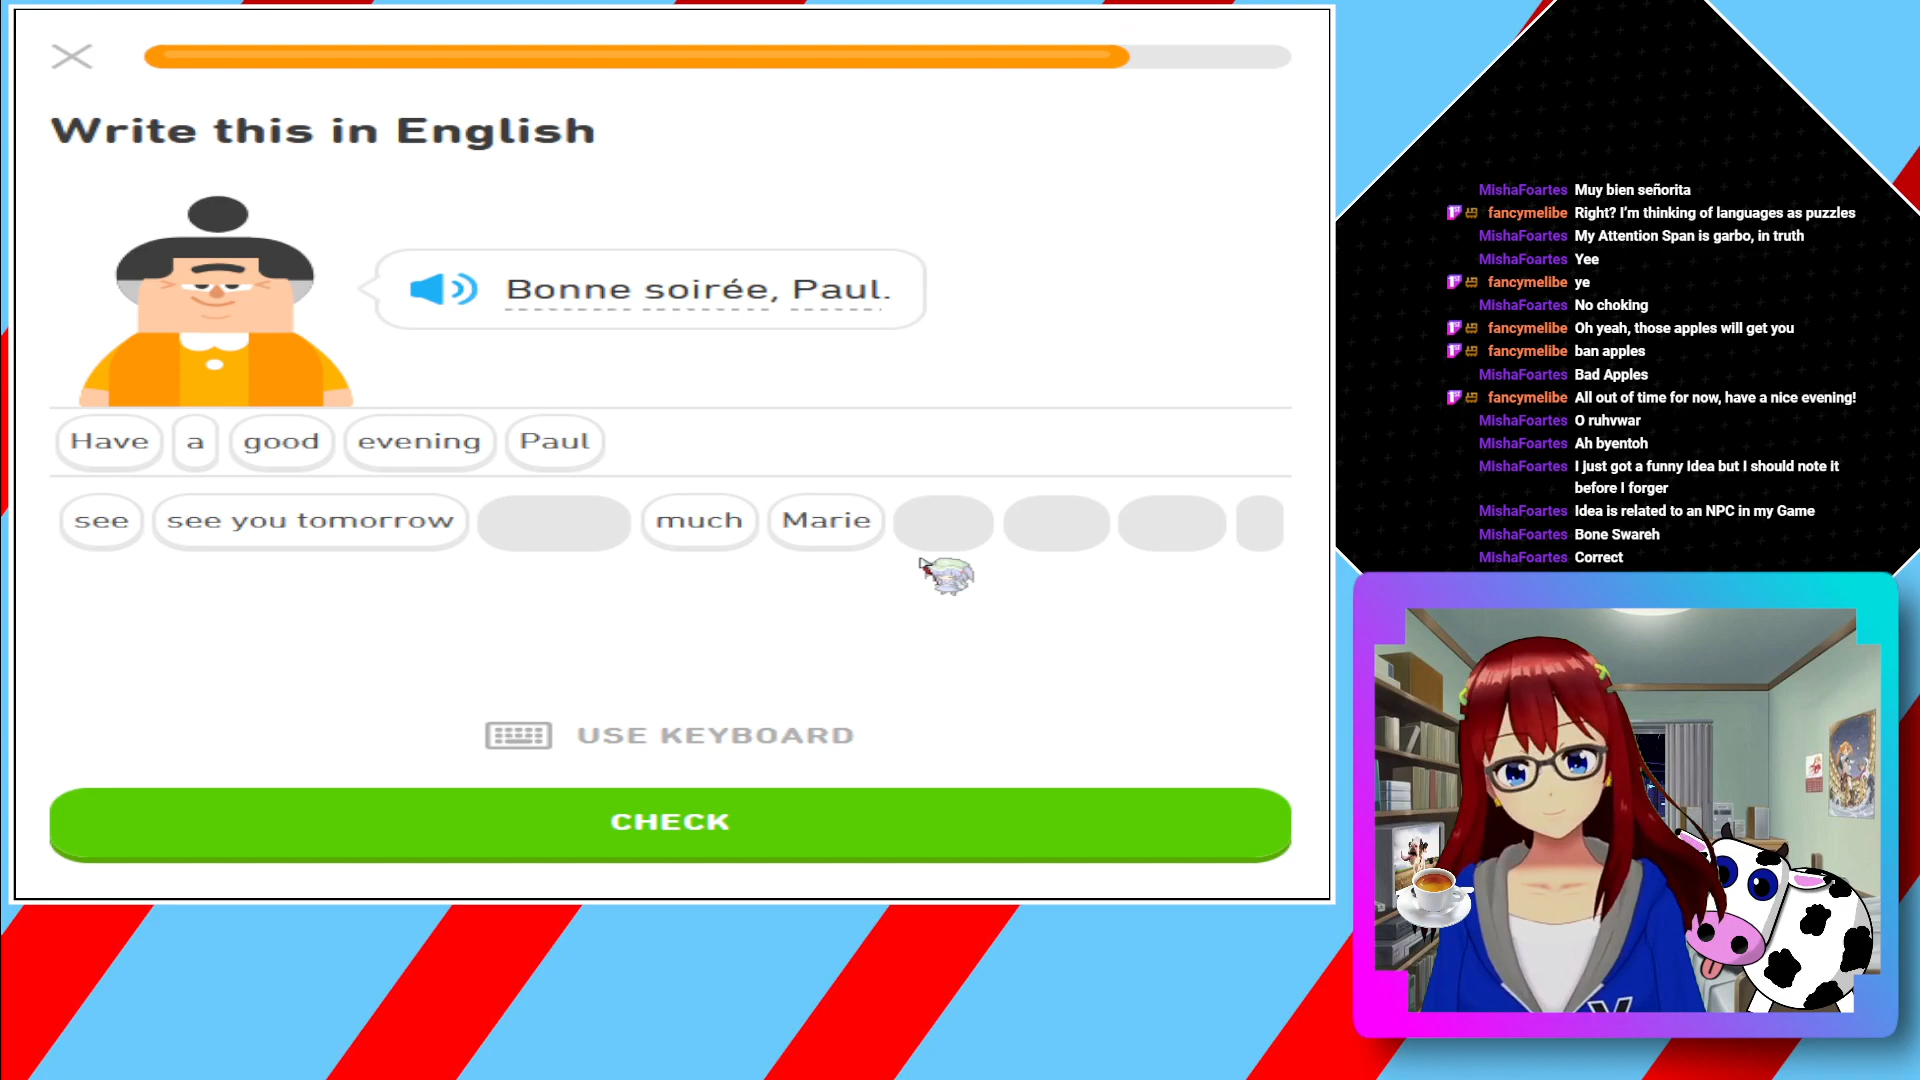 Write this in English
Bonne soirée, Paul.
Have a good evening Paul
see see you tomorrow much Marie
USE KEYBOARD
CHECK
MishaFoartes Muy bien señorita
fancymelibe Right? I'm thinking of languages as puzzles
MishaFoartes My Attention Span is garbo, in truth
MishaFoartes Yee
fancymelibe ye
MishaFoartes No choking
fancymelibe Oh yeah, those apples will get you
fancymelibe ban apples
MishaFoartes Bad Apples
fancymelibe All out of time for now, have a nice evening!
MishaFoartes O ruhvwar
MishaFoartes Ah byentoh
MishaFoartes I just got a funny Idea but I should note it
before I forger
MishaFoartes Idea is related to an NPC in my Game
MishaFoartes Bone Swareh
MishaFoartes Correct